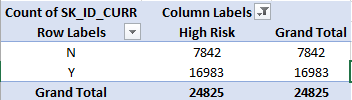 Count of SK_ID_CURR Column Labels
Row Labels High Risk Grand Total
N 7842 7842
Y 16983 16983
Grand Total 24825 24825